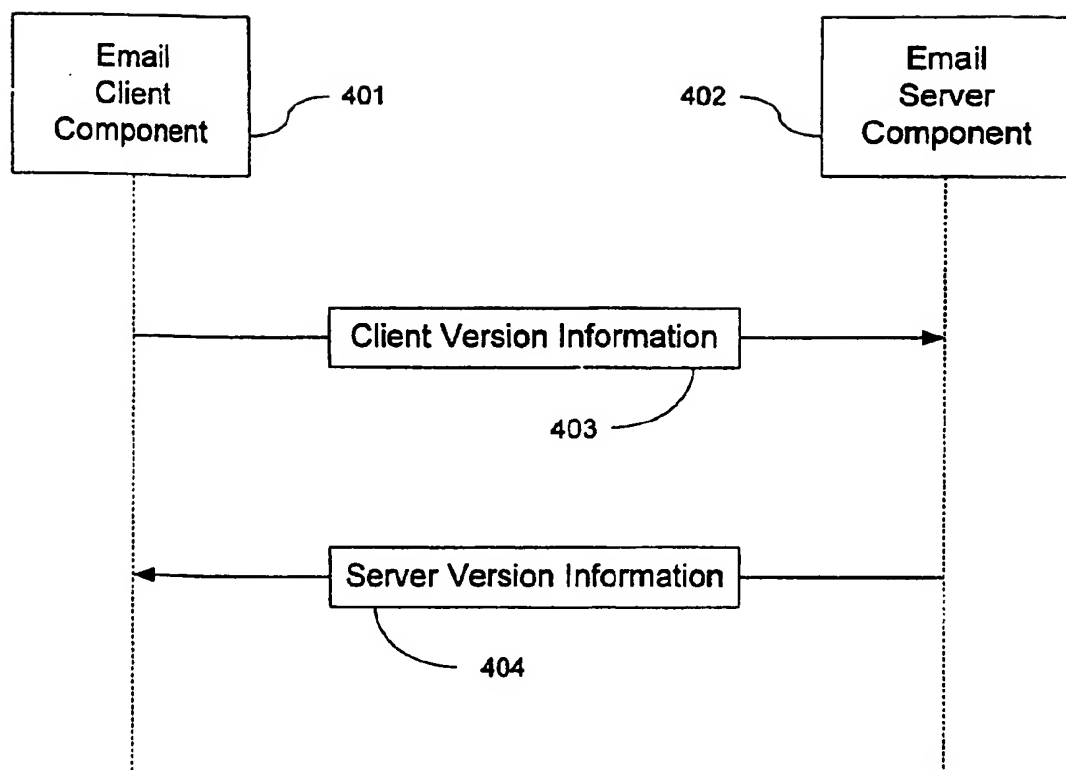 Email
Client
Component
401
402
Email
Server
Component
Client Version Information
403
Server Version Information
404